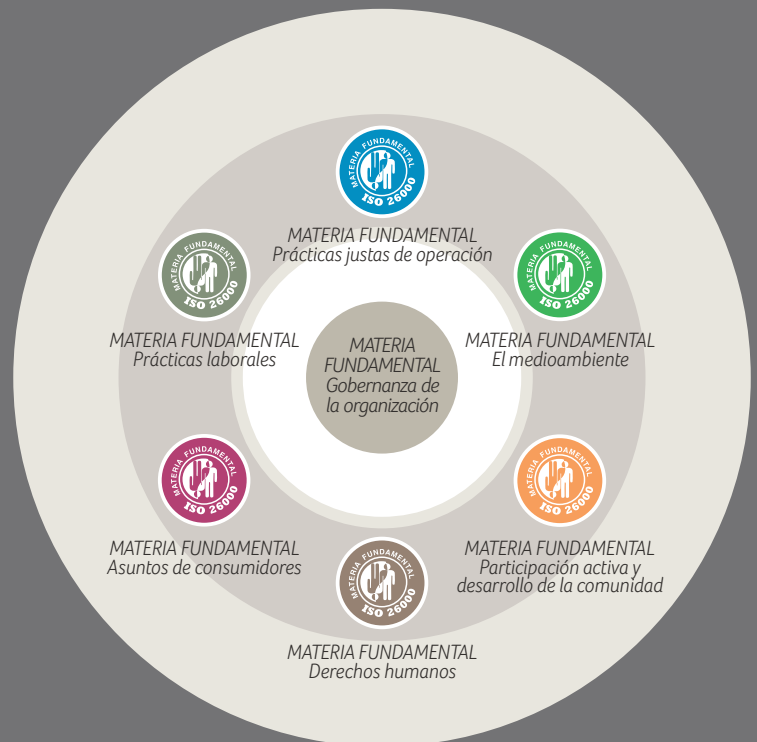 MATERIA FUNDAMENTAL
ISO 26000
MATERIA FUNDAMENTAL
Prácticas justas de operación
MATERIA FUNDAMENTAL
ISO 26000
MATERIA FUNDAMENTAL
Prácticas laborales
MATERIA FUNDAMENTAL
ISO 26000
MATERIA FUNDAMENTAL
El medioambiente
MATERIA
FUNDAMENTAL
Gobernanza de
la organización
MATERIA FUNDAMENTAL
ISO 26000
MATERIA FUNDAMENTAL
Asuntos de consumidores
MATERIA FUNDAMENTAL
ISO 26000
MATERIA FUNDAMENTAL
Participación activa y
desarrollo de la comunidad
MATERIA FUNDAMENTAL
ISO 26000
MATERIA FUNDAMENTAL
Derechos humanos